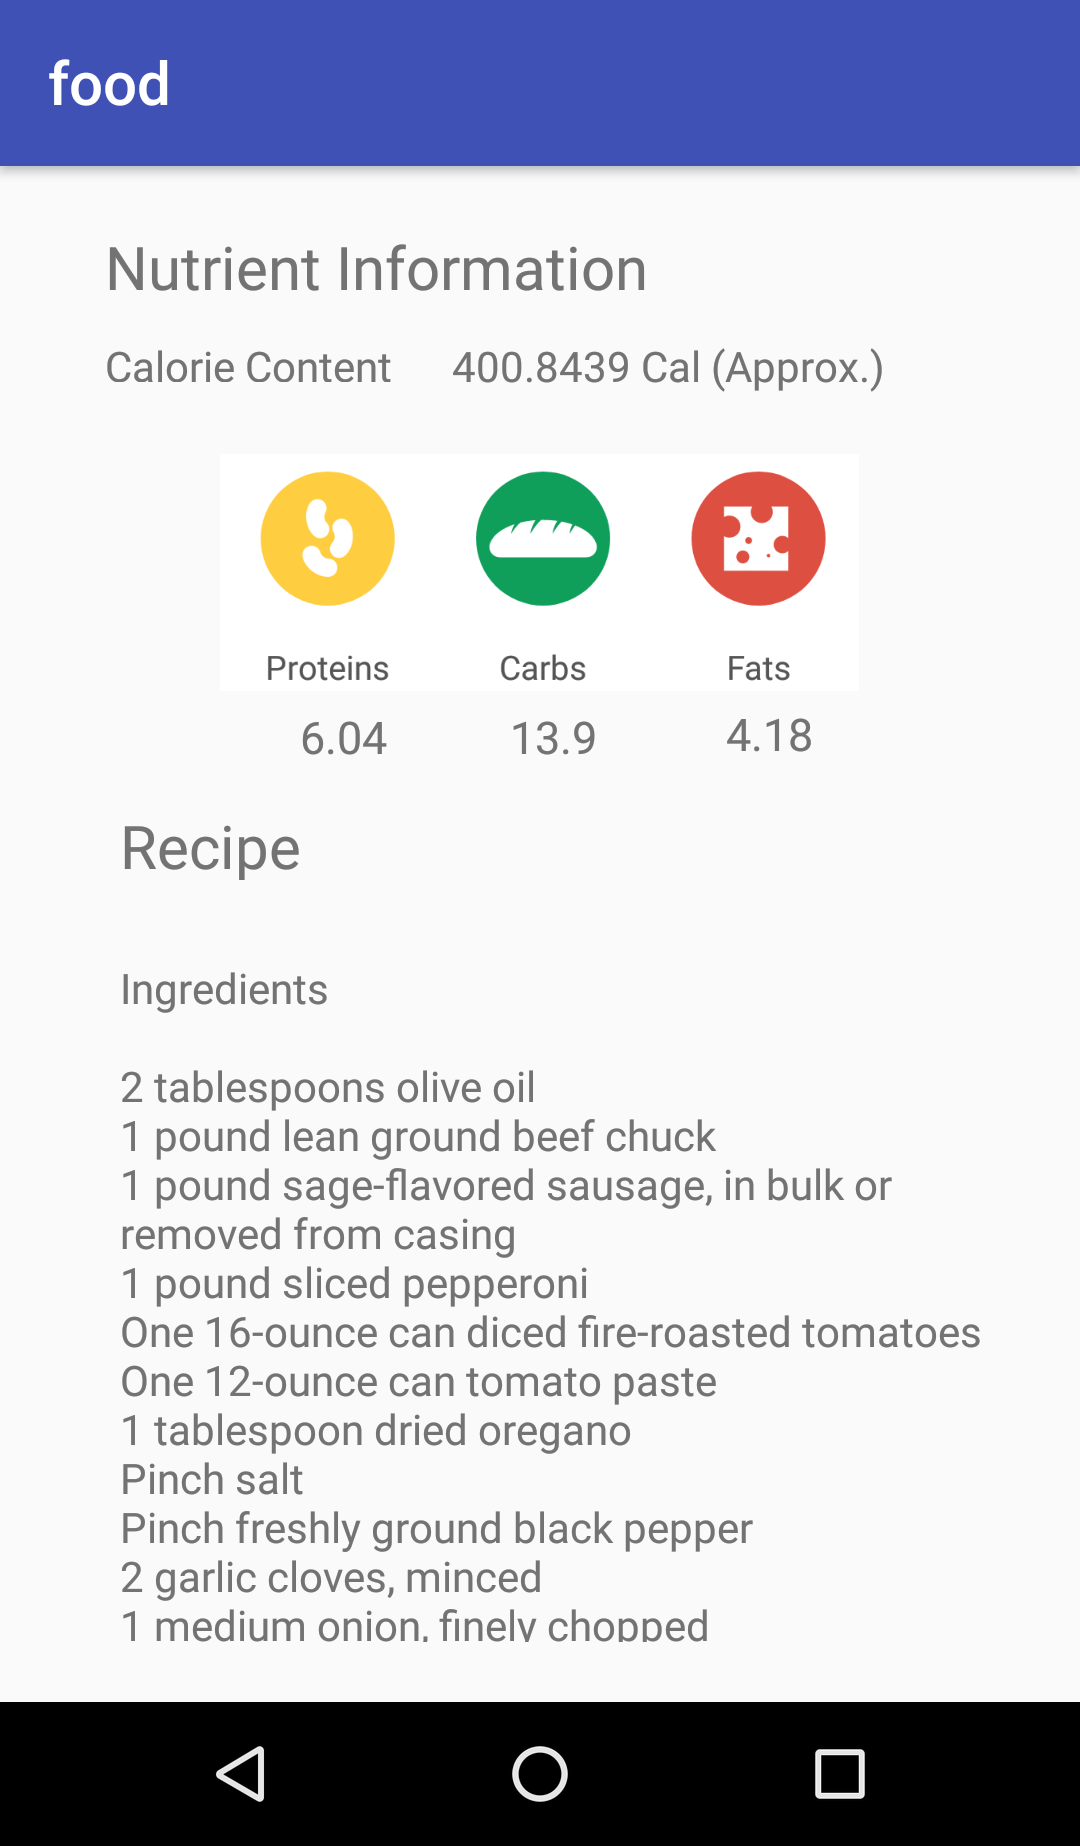 food
Nutrient Information
Calorie Content 400.8439 Cal (Approx.)
Proteins Carbs Fats
6.04 13.9 4.18
Recipe
Ingredients
2 tablespoons olive oil
1 pound lean ground beef chuck
1 pound sage-flavored sausage, in bulk or
removed from casing
1 pound sliced pepperoni
One 16-ounce can diced fire-roasted tomatoes
One 12-ounce can tomato paste
1 tablespoon dried oregano
Pinch salt
Pinch freshly ground black pepper
2 garlic cloves, minced
1 medium onion, finely chopped